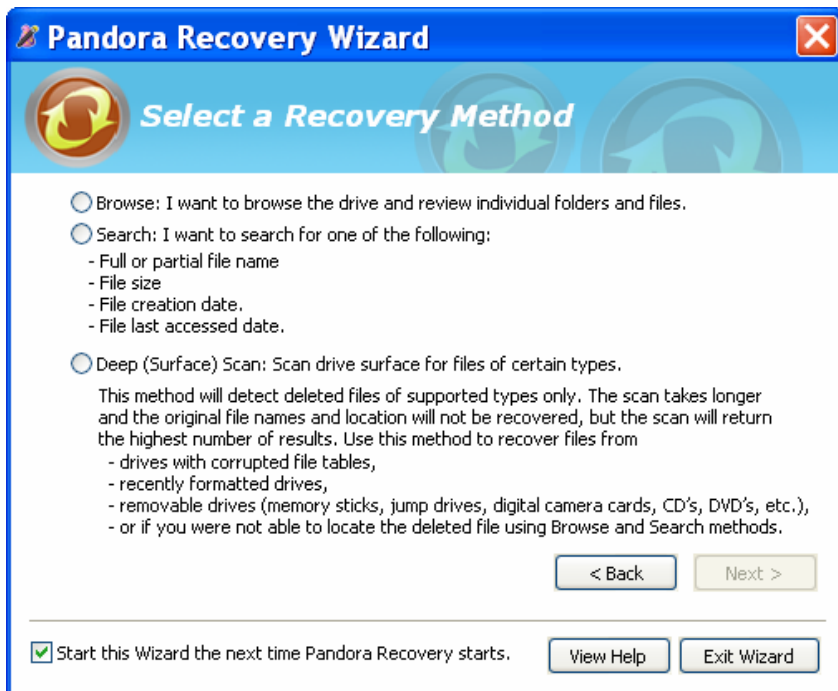 Pandora Recovery Wizard
Select a Recovery Method
Browse: I want to browse the drive and review individual folders and files.
Search: I want to search for one of the following:
- Full or partial file name
- File size
- File creation date.
- File last accessed date.
Deep (Surface) Scan: Scan drive surface for files of certain types.
This method will detect deleted files of supported types only. The scan takes longer
and the original file names and location will not be recovered, but the scan will return
the highest number of results. Use this method to recover files from
- drives with corrupted file tables,
- recently formatted drives,
- removable drives (memory sticks, jump drives, digital camera cards, CD's, DVD's, etc.),
- or if you were not able to locate the deleted file using Browse and Search methods.
< Back
Next >
Start this Wizard the next time Pandora Recovery starts.
View Help
Exit Wizard